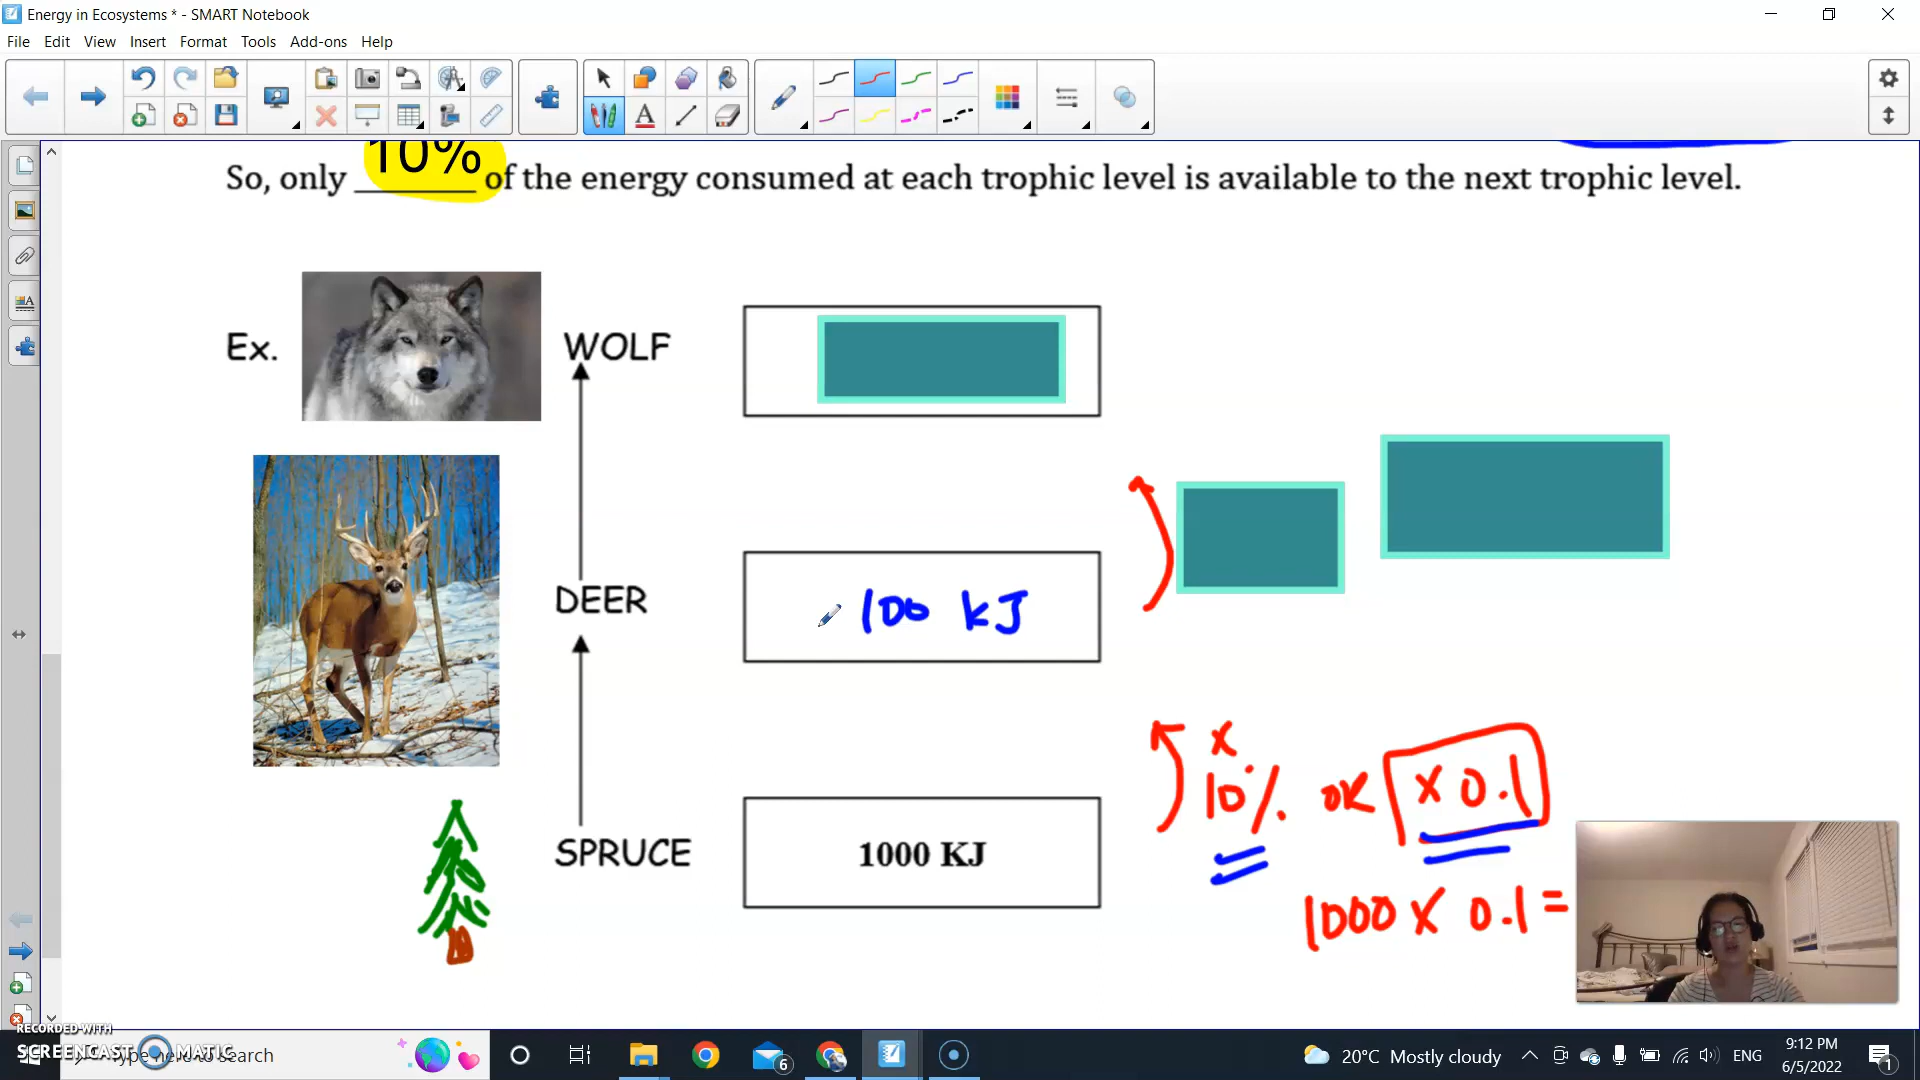 Energy in Ecosystems * - SMART Notebook
File Edit View Insert Format Tools Add-ons Help
So, only 10% of the energy consumed at each trophic level is available to the next trophic level.
Ex. WOLF
DEER
100 kJ
SPRUCE
1000 KJ
x
10% OR x 0.1
1000 x 0.1 =
RECORDED WITH
SCREENCAST MATIC
Type here to search
6
20°C Mostly cloudy
ENG
9:12 PM
6/5/2022
1